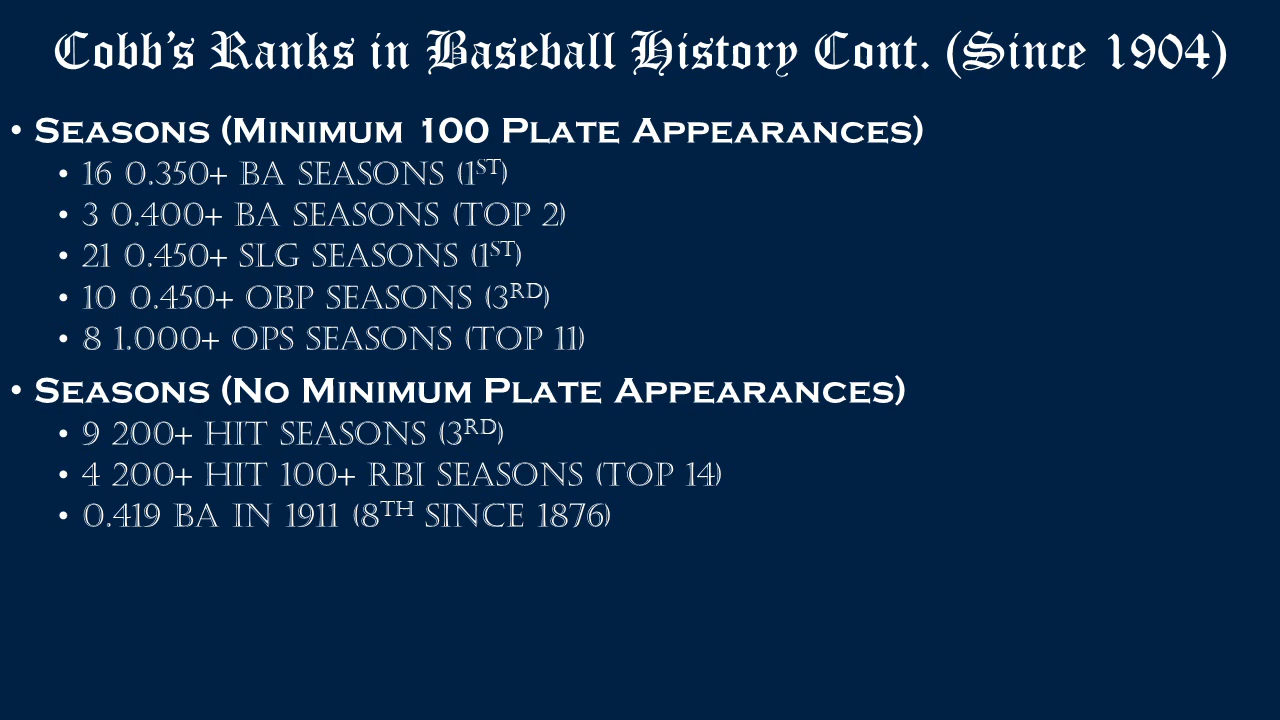 Cobb's Ranks in Baseball History Cont. (Since 1904)
• Seasons (Minimum 100 Plate Appearances)
• 16 0.350+ BA Seasons (1st)
• 3 0.400+ BA Seasons (Top 2)
• 21 0.450+ SLG Seasons (1st)
• 10 0.450+ OBP Seasons (3rd)
• 8 1.000+ OPS Seasons (Top 11)
• Seasons (No Minimum Plate Appearances)
• 9 200+ Hit Seasons (3rd)
• 4 200+ Hit 100+ RBI Seasons (Top 14)
• 0.419 BA in 1911 (8th Since 1876)